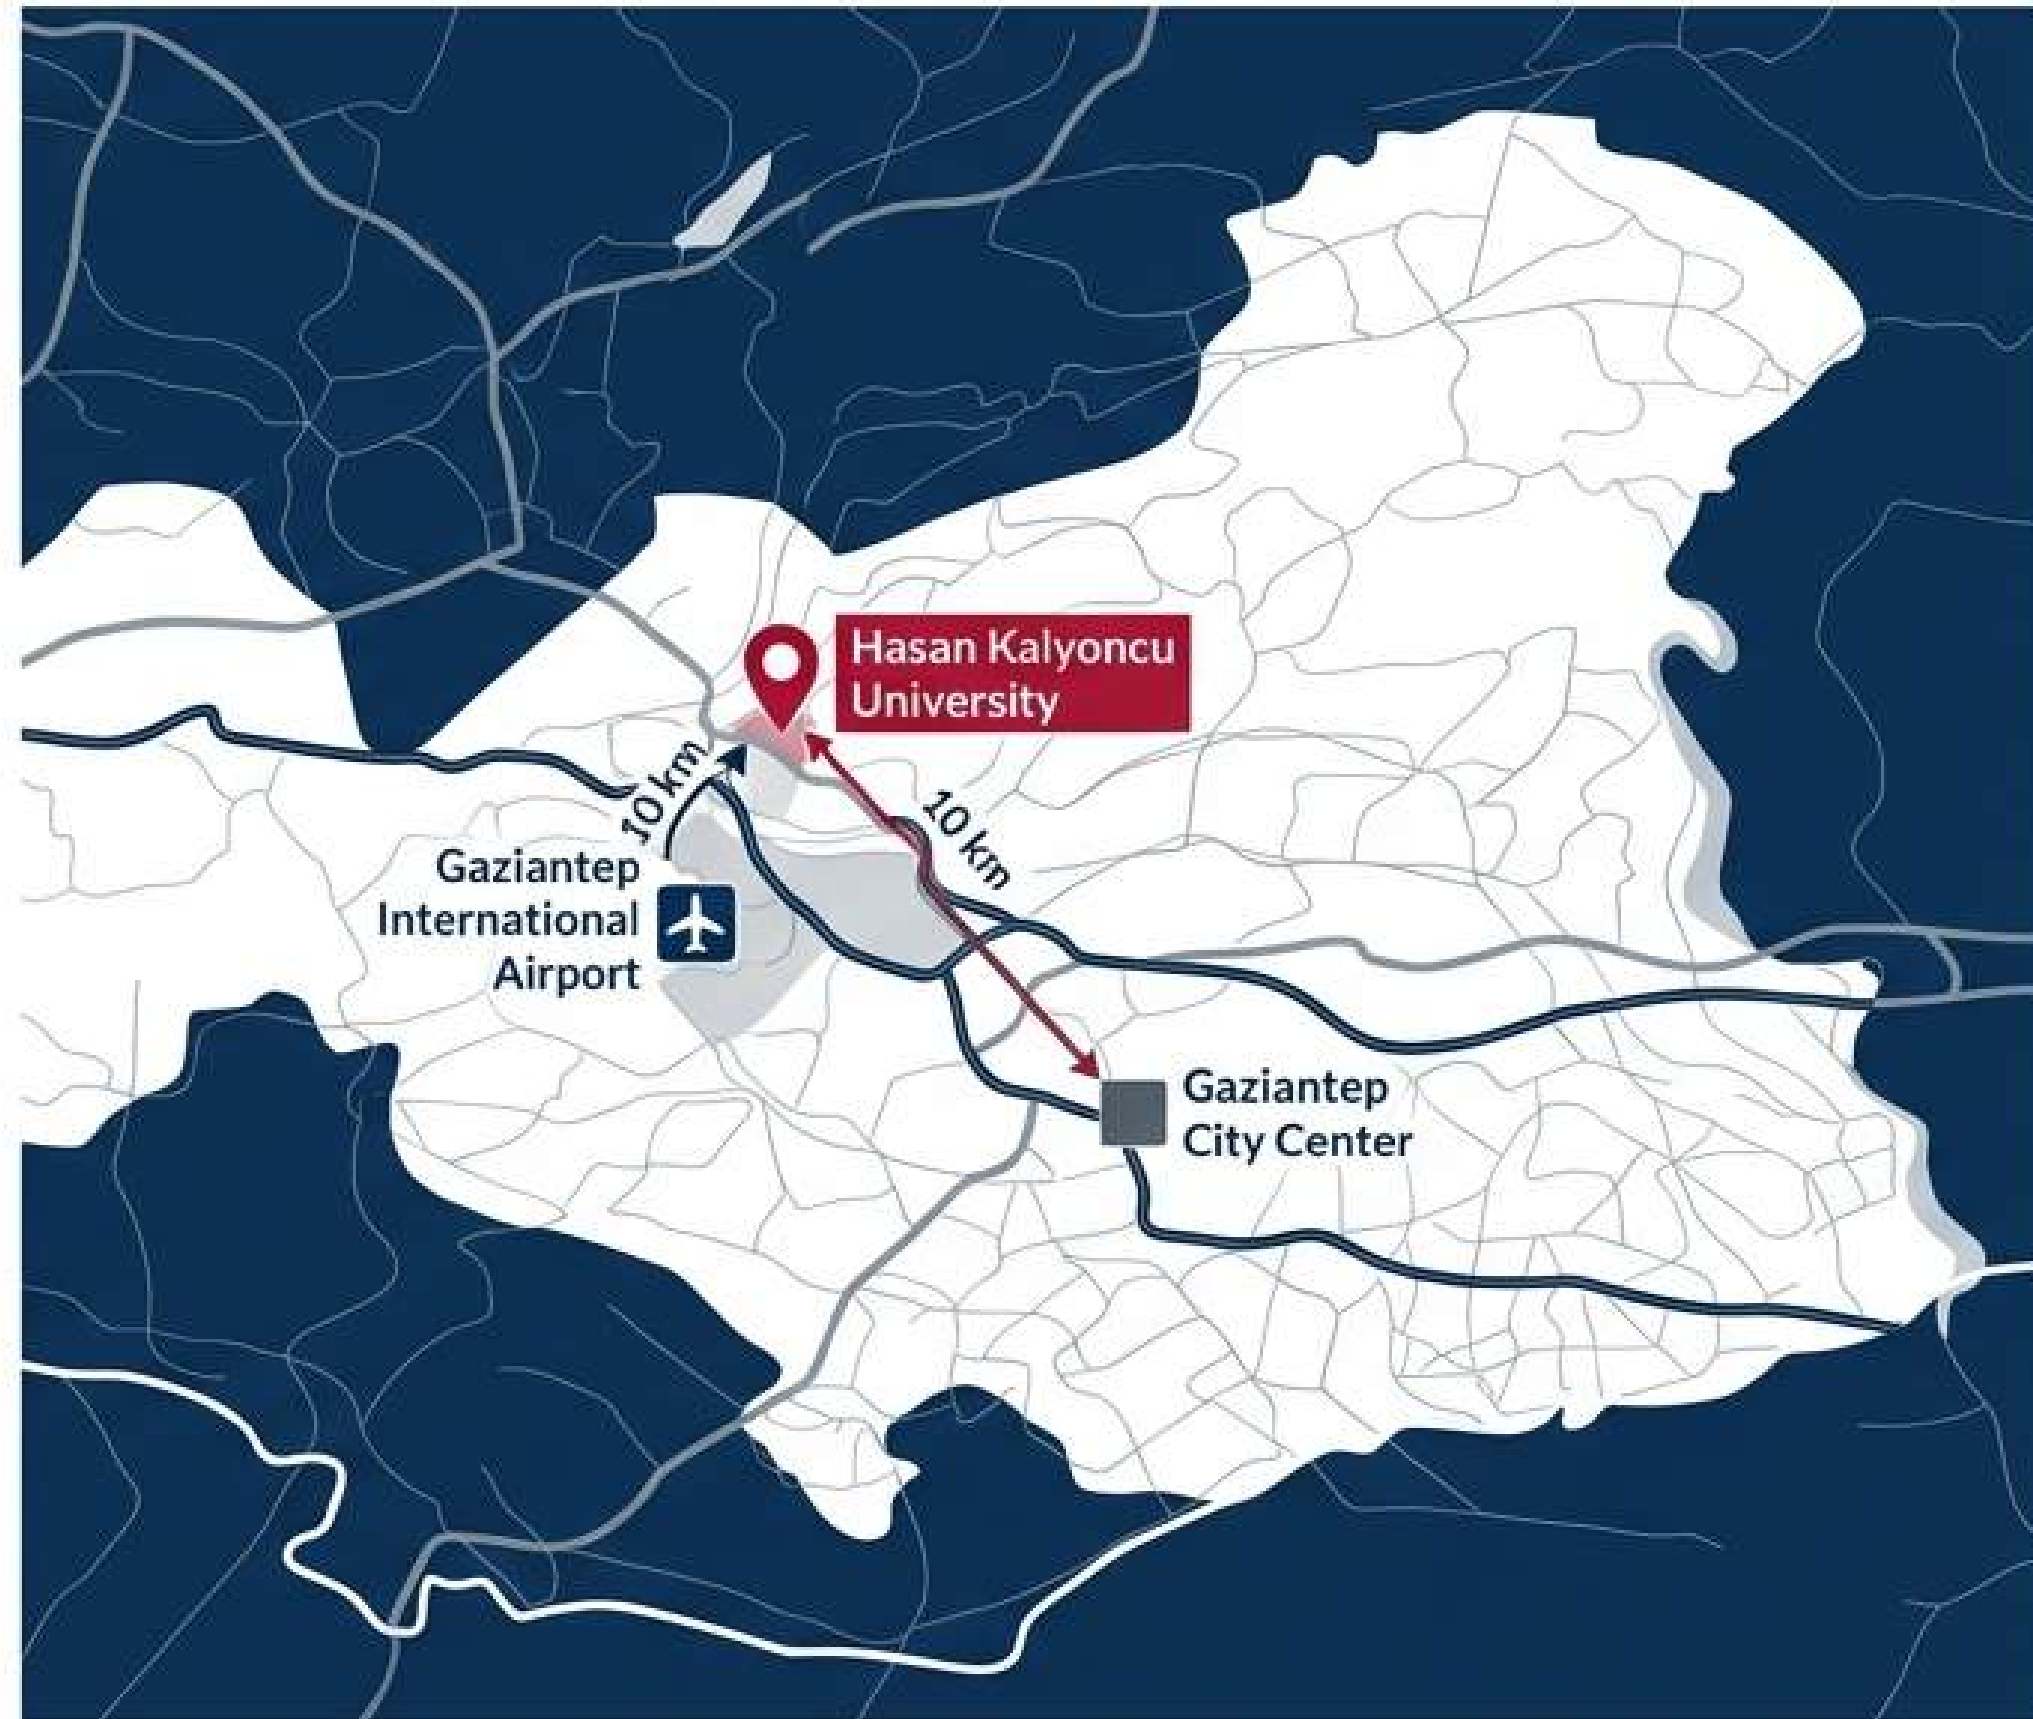 Hasan Kalyoncu
University
10 km
10 km
Gaziantep
International
Airport
Gaziantep
City Center